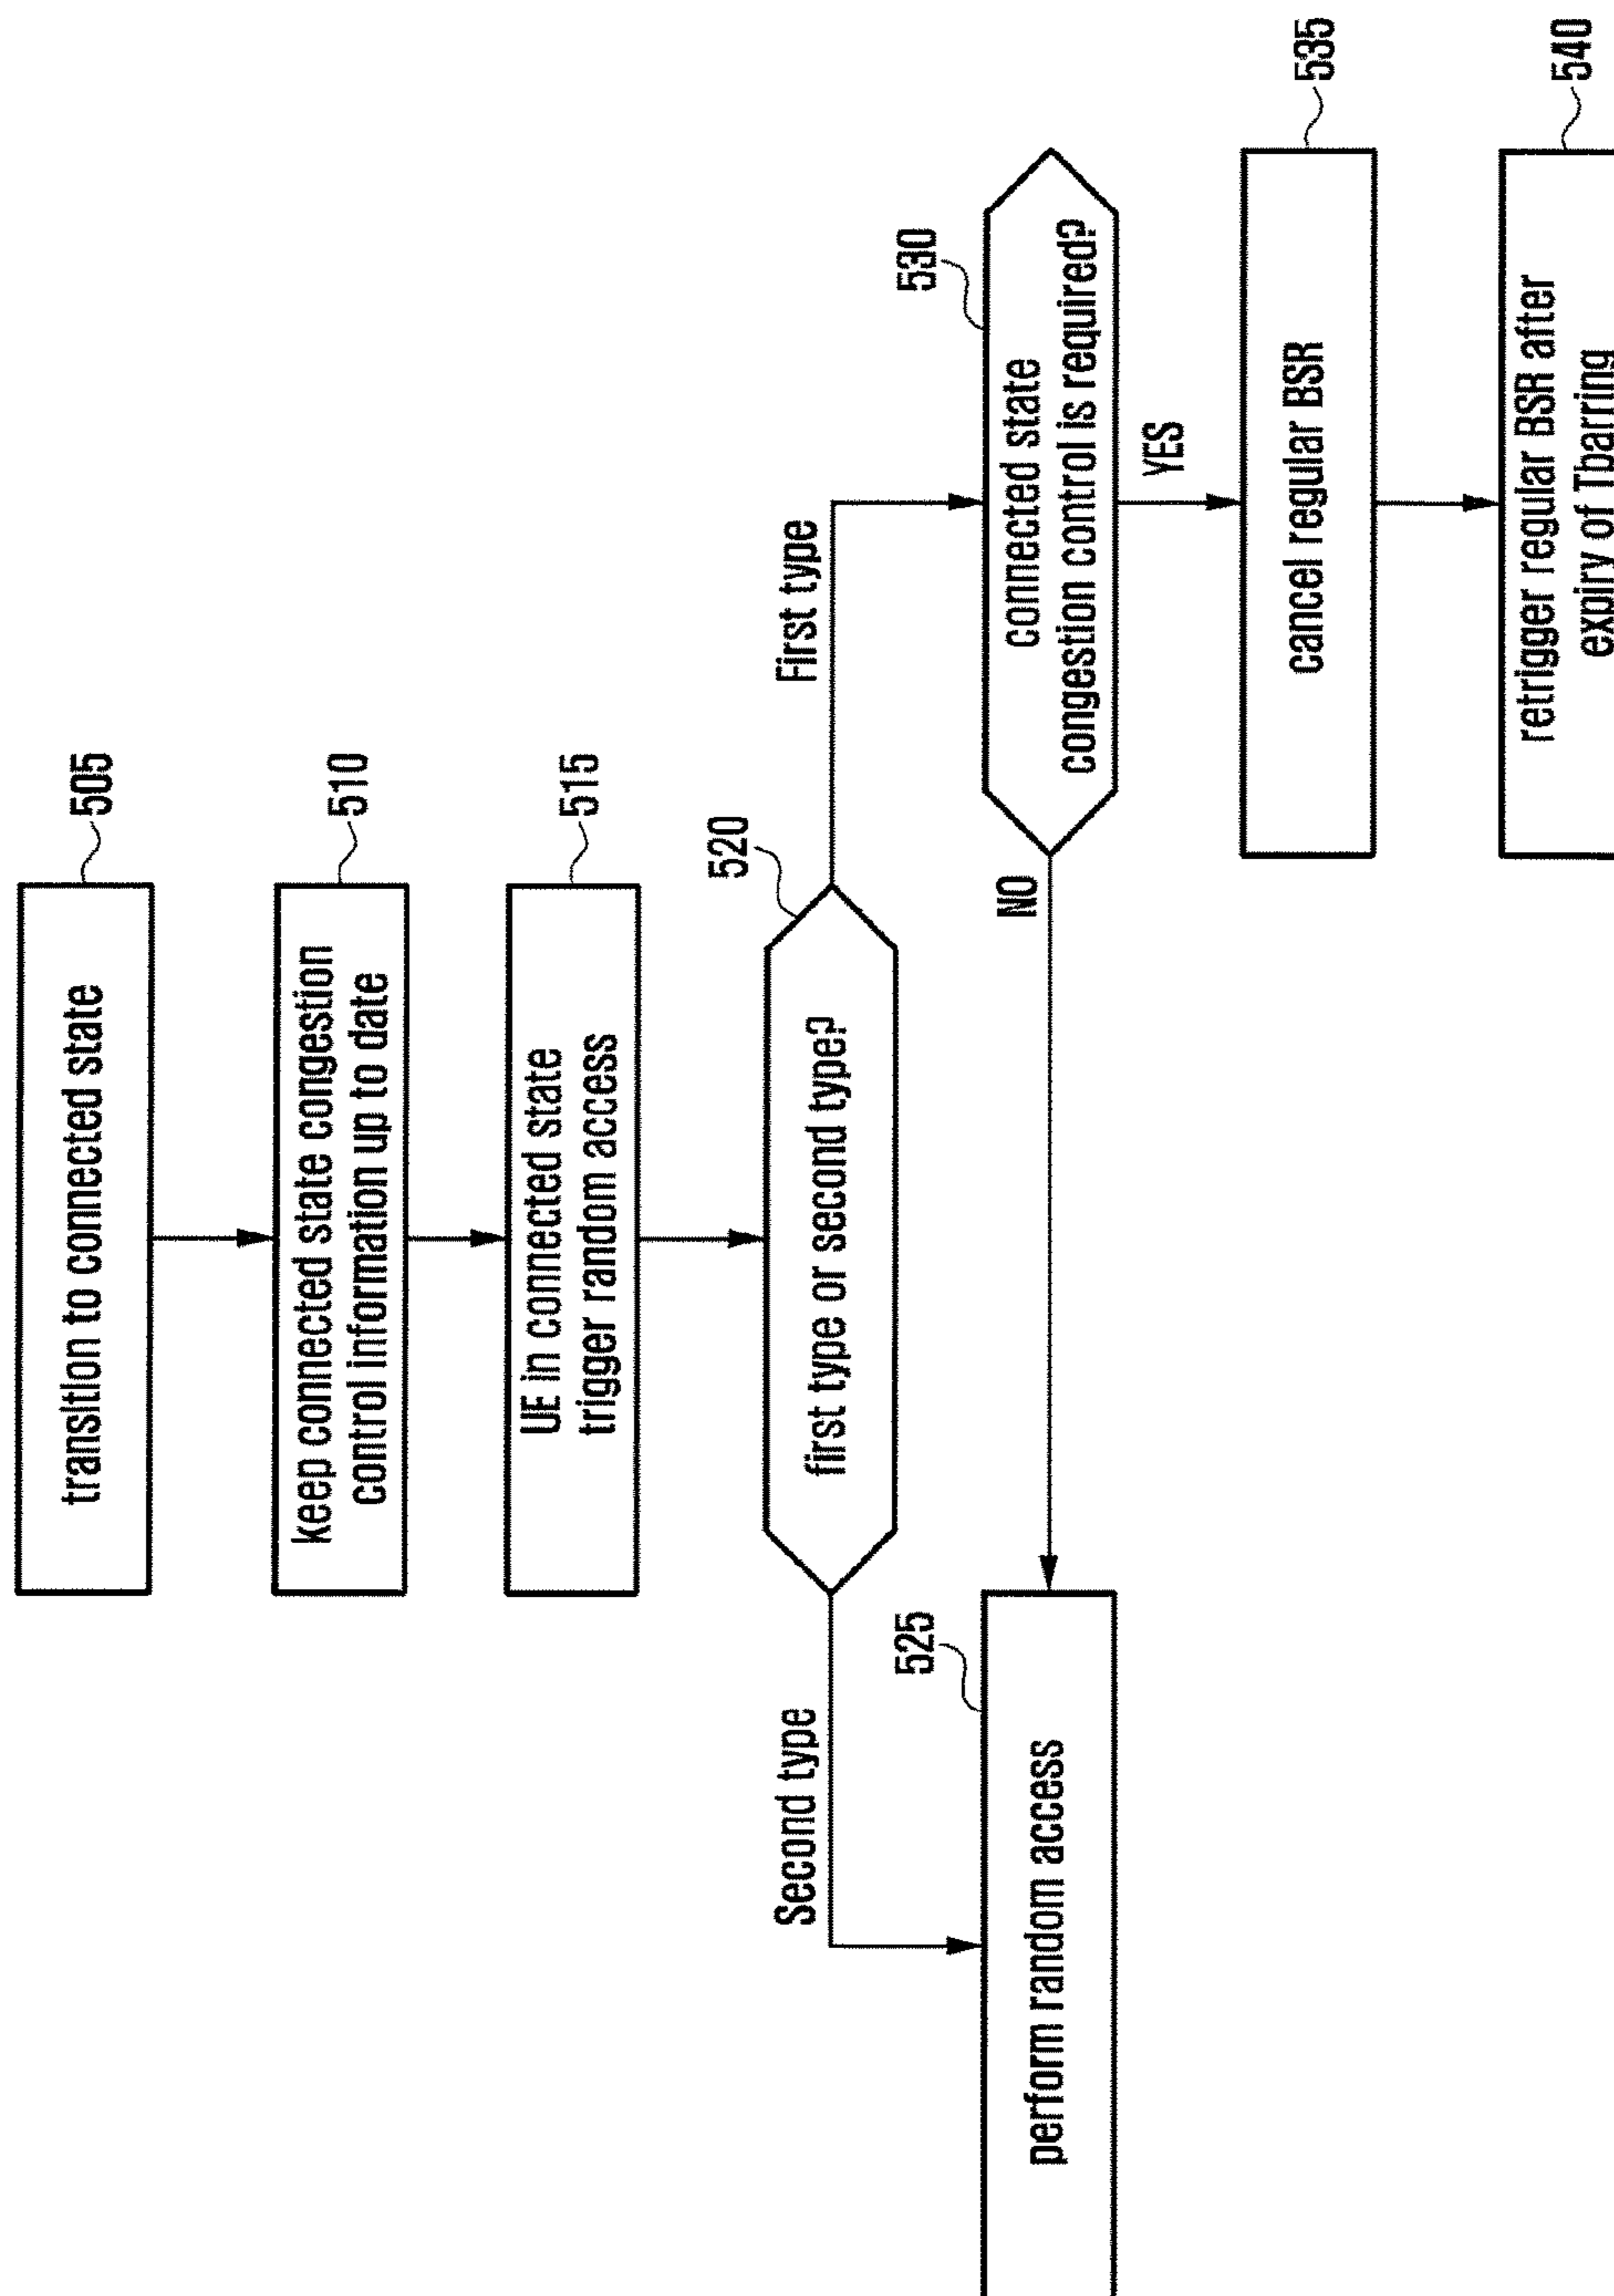 505
transition to connected state
510
keep connected state congestion
control information up to date
515
UE in connected state
trigger random access
520
first type or second type?
Second type
First type
525
perform random access
530
connected state
congestion control is required?
NO
YES
535
cancel regular BSR
540
retrigger regular BSR after
expiry of Tbarring